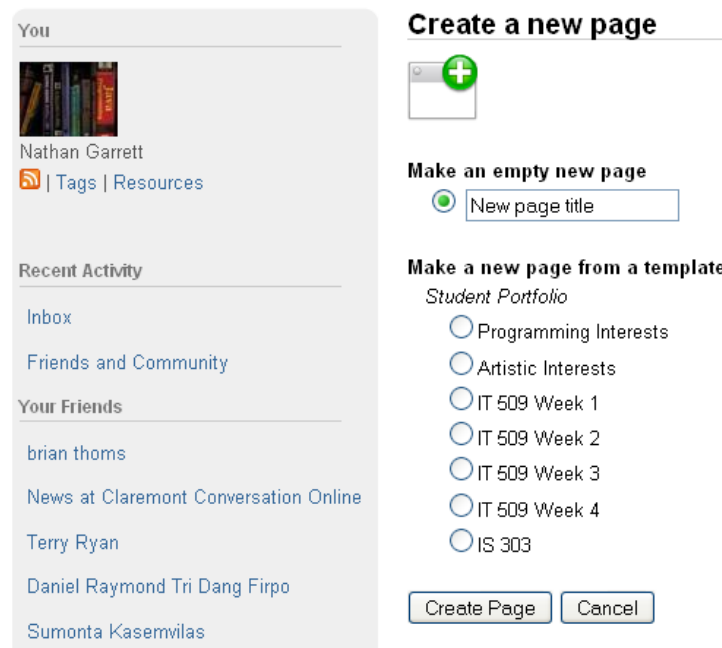 You
Java
Programming
Nathan Garrett
| Tags | Resources
Recent Activity
Inbox
Friends and Community
Your Friends
brian thoms
News at Claremont Conversation Online
Terry Ryan
Daniel Raymond Tri Dang Firpo
Sumonta Kasemvilas
Create a new page
Make an empty new page
New page title
Make a new page from a template
Student Portfolio
Programming Interests
Artistic Interests
IT 509 Week 1
IT 509 Week 2
IT 509 Week 3
IT 509 Week 4
IS 303
Create Page
Cancel